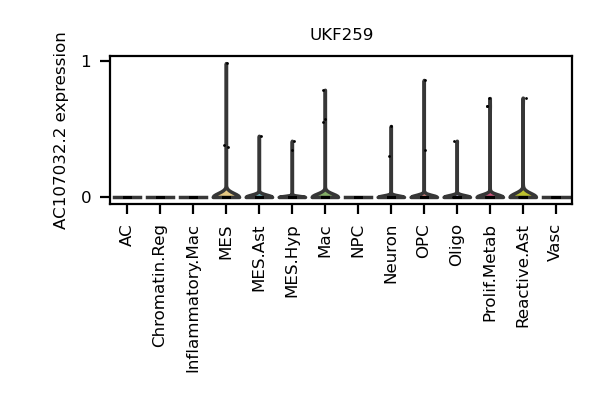 UKF259
AC107032.2 expression
1
0
AC
Chromatin.Reg
Inflammatory.Mac
MES
MES.Ast
MES.Hyp
Mac
NPC
Neuron
OPC
Oligo
Prolif.Metab
Reactive.Ast
Vasc